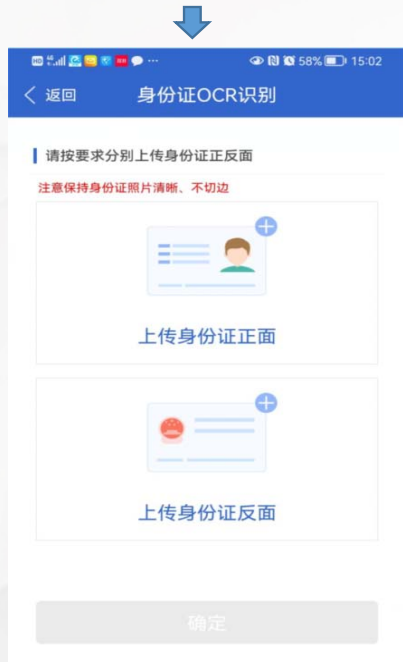 58% 15:02
返回 身份证OCR识别
请按要求分别上传身份证正反面
注意保持身份证照片清晰、不切边
上传身份证正面
上传身份证反面
确定